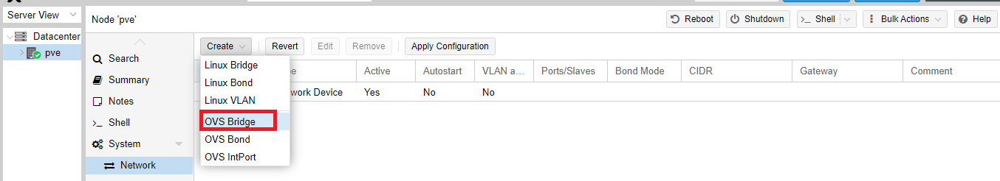 Server View
Datacenter
pve
Node 'pve'
Reboot
Shutdown
>_ Shell
Bulk Actions
Help
Search
Summary
Notes
>_ Shell
System
Network
Create
Revert
Edit
Remove
Apply Configuration
Linux Bridge
Linux Bond
Linux VLAN
OVS Bridge
OVS Bond
OVS IntPort
Active
Autostart
VLAN a...
Ports/Slaves
Bond Mode
CIDR
Gateway
Comment
work Device
Yes
No
No